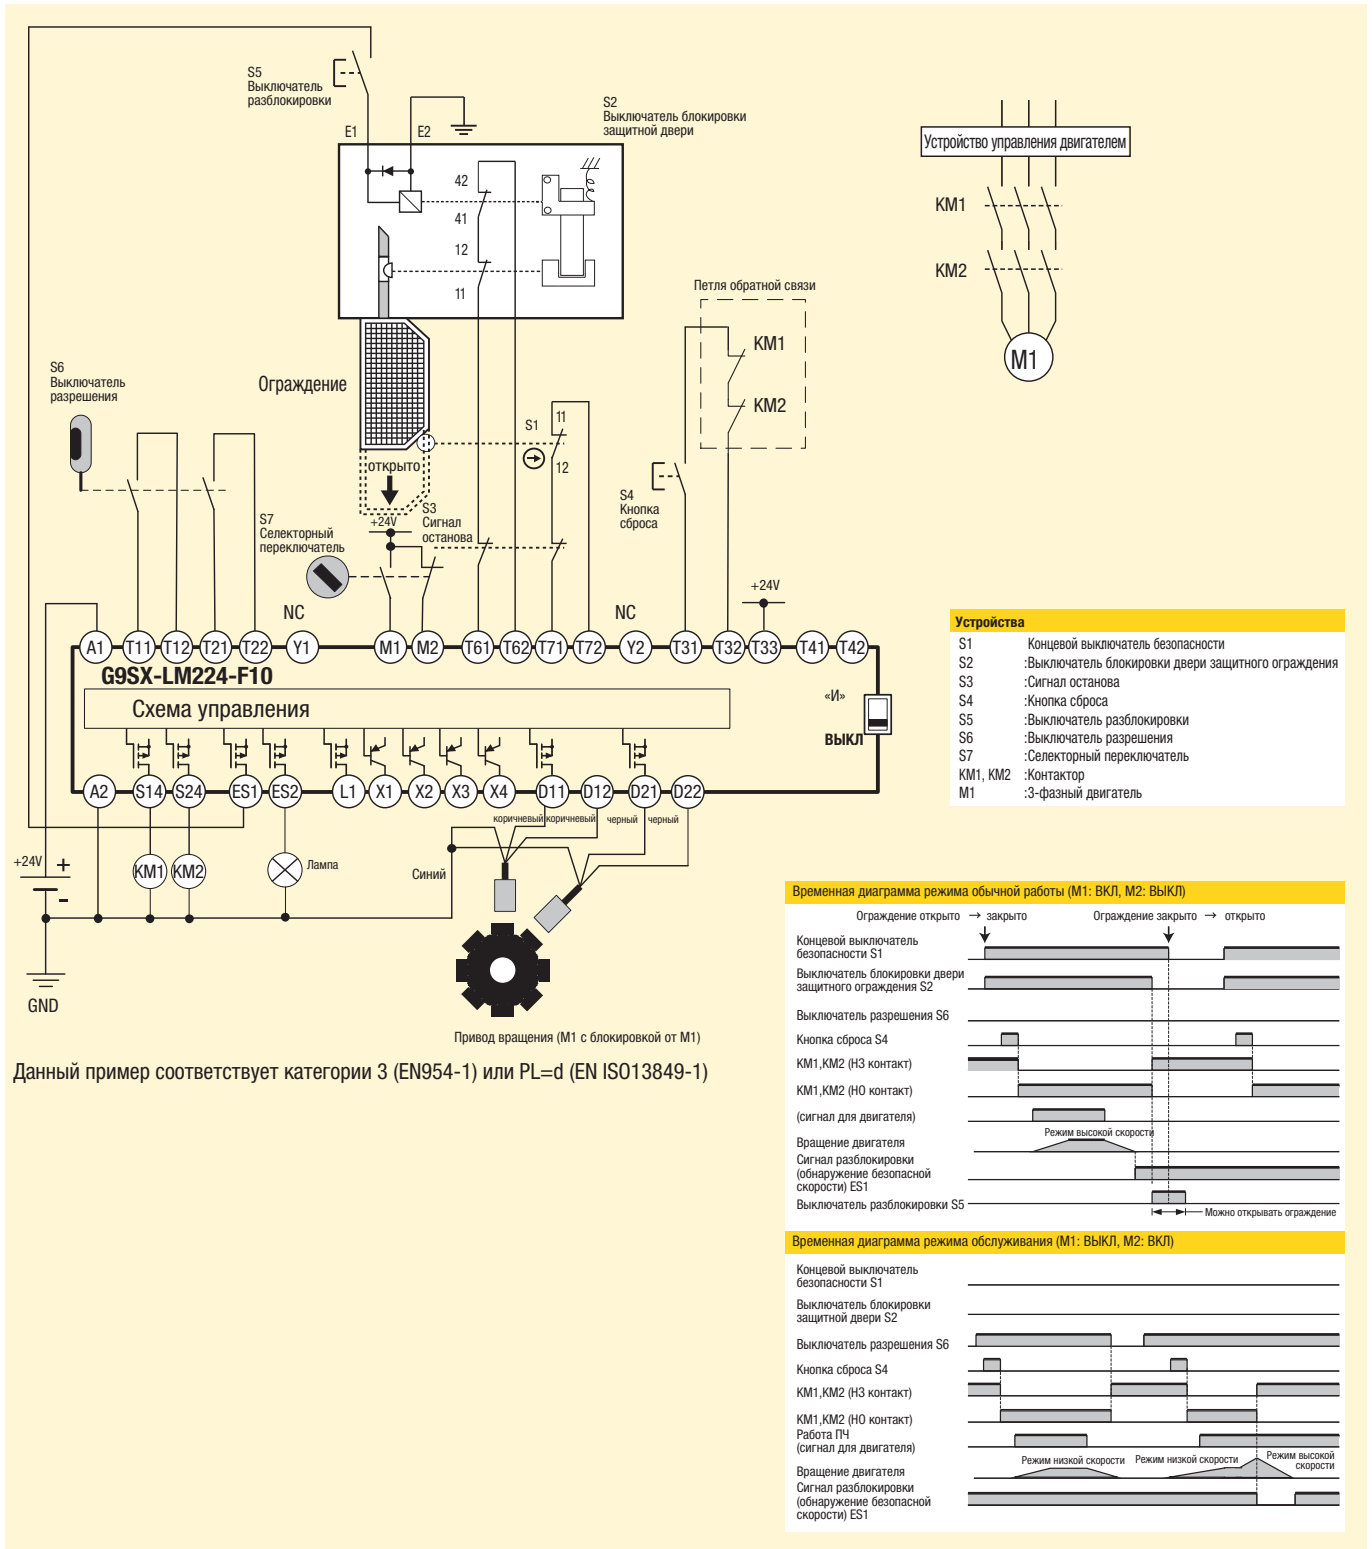 S5
Выключатель
разблокировки
E1
E2
S2
Выключатель блокировки
защитной двери
42
41
12
11
Устройство управления двигателем
KM1
KM2
M1
Петля обратной связи
KM1
KM2
S6
Выключатель
разрешения
Ограждение
открыто
S1
11
12
S4
Кнопка
сброса
S7
Селекторный
переключатель
+24V
S3
Сигнал
останова
NC
NC
+24V
A1
T11
T12
T21
T22
Y1
M1
M2
T61
T62
T71
T72
Y2
T31
T32
T33
T41
T42
G9SX-LM224-F10
Схема управления
«И»
ВЫКЛ
A2
S14
S24
ES1
ES2
L1
X1
X2
X3
X4
D11
D12
D21
D22
коричневый
коричневый
черный
черный
+24V
+
-
KM1
KM2
Лампа
Синий
GND
Привод вращения (M1 с блокировкой от M1)
Данный пример соответствует категории 3 (EN954-1) или PL=d (EN ISO13849-1)
Устройства
S1 Концевой выключатель безопасности
S2 :Выключатель блокировки двери защитного ограждения
S3 :Сигнал останова
S4 :Кнопка сброса
S5 :Выключатель разблокировки
S6 :Выключатель разрешения
S7 :Селекторный переключатель
KM1, KM2 :Контактор
M1 :3-фазный двигатель
Временная диаграмма режима обычной работы (M1: ВКЛ, M2: ВЫКЛ)
Ограждение открыто → закрыто
Ограждение закрыто → открыто
Концевой выключатель
безопасности S1
Выключатель блокировки двери
защитного ограждения S2
Выключатель разрешения S6
Кнопка сброса S4
KM1,KM2 (НЗ контакт)
KM1,KM2 (НО контакт)
(сигнал для двигателя)
Режим высокой скорости
Вращение двигателя
Сигнал разблокировки
(обнаружение безопасной
скорости) ES1
Выключатель разблокировки S5
Можно открывать ограждение
Временная диаграмма режима обслуживания (M1: ВЫКЛ, M2: ВКЛ)
Концевой выключатель
безопасности S1
Выключатель блокировки
защитной двери S2
Выключатель разрешения S6
Кнопка сброса S4
KM1,KM2 (НЗ контакт)
KM1,KM2 (НО контакт)
Работа ПЧ
(сигнал для двигателя)
Режим низкой скорости
Режим низкой скорости
Режим высокой
скорости
Вращение двигателя
Сигнал разблокировки
(обнаружение безопасной
скорости) ES1